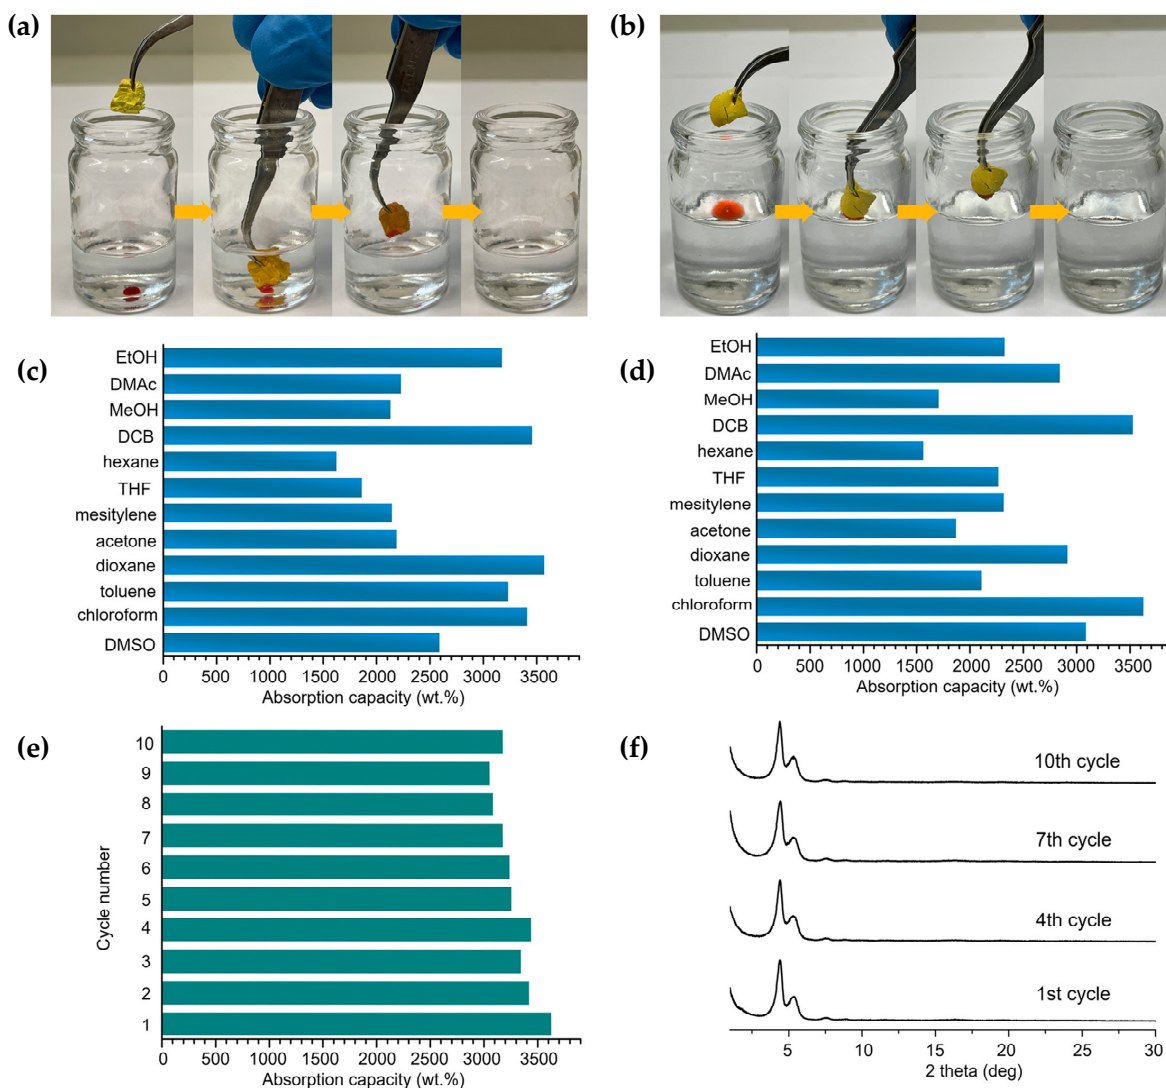 (a)
(b)
(c)
EtOH
DMAc
MeOH
DCB
hexane
THF
mesitylene
acetone
dioxane
toluene
chloroform
DMSO
0 500 1000 1500 2000 2500 3000 3500
Absorption capacity (wt.%)
(d)
EtOH
DMAc
MeOH
DCB
hexane
THF
mesitylene
acetone
dioxane
toluene
chloroform
DMSO
0 500 1000 1500 2000 2500 3000 3500
Absorption capacity (wt.%)
(e)
Cycle number
10
9
8
7
6
5
4
3
2
1
0 500 1000 1500 2000 2500 3000 3500
Absorption capacity (wt.%)
(f)
10th cycle
7th cycle
4th cycle
1st cycle
5 10 15 20 25 30
2 theta (deg)